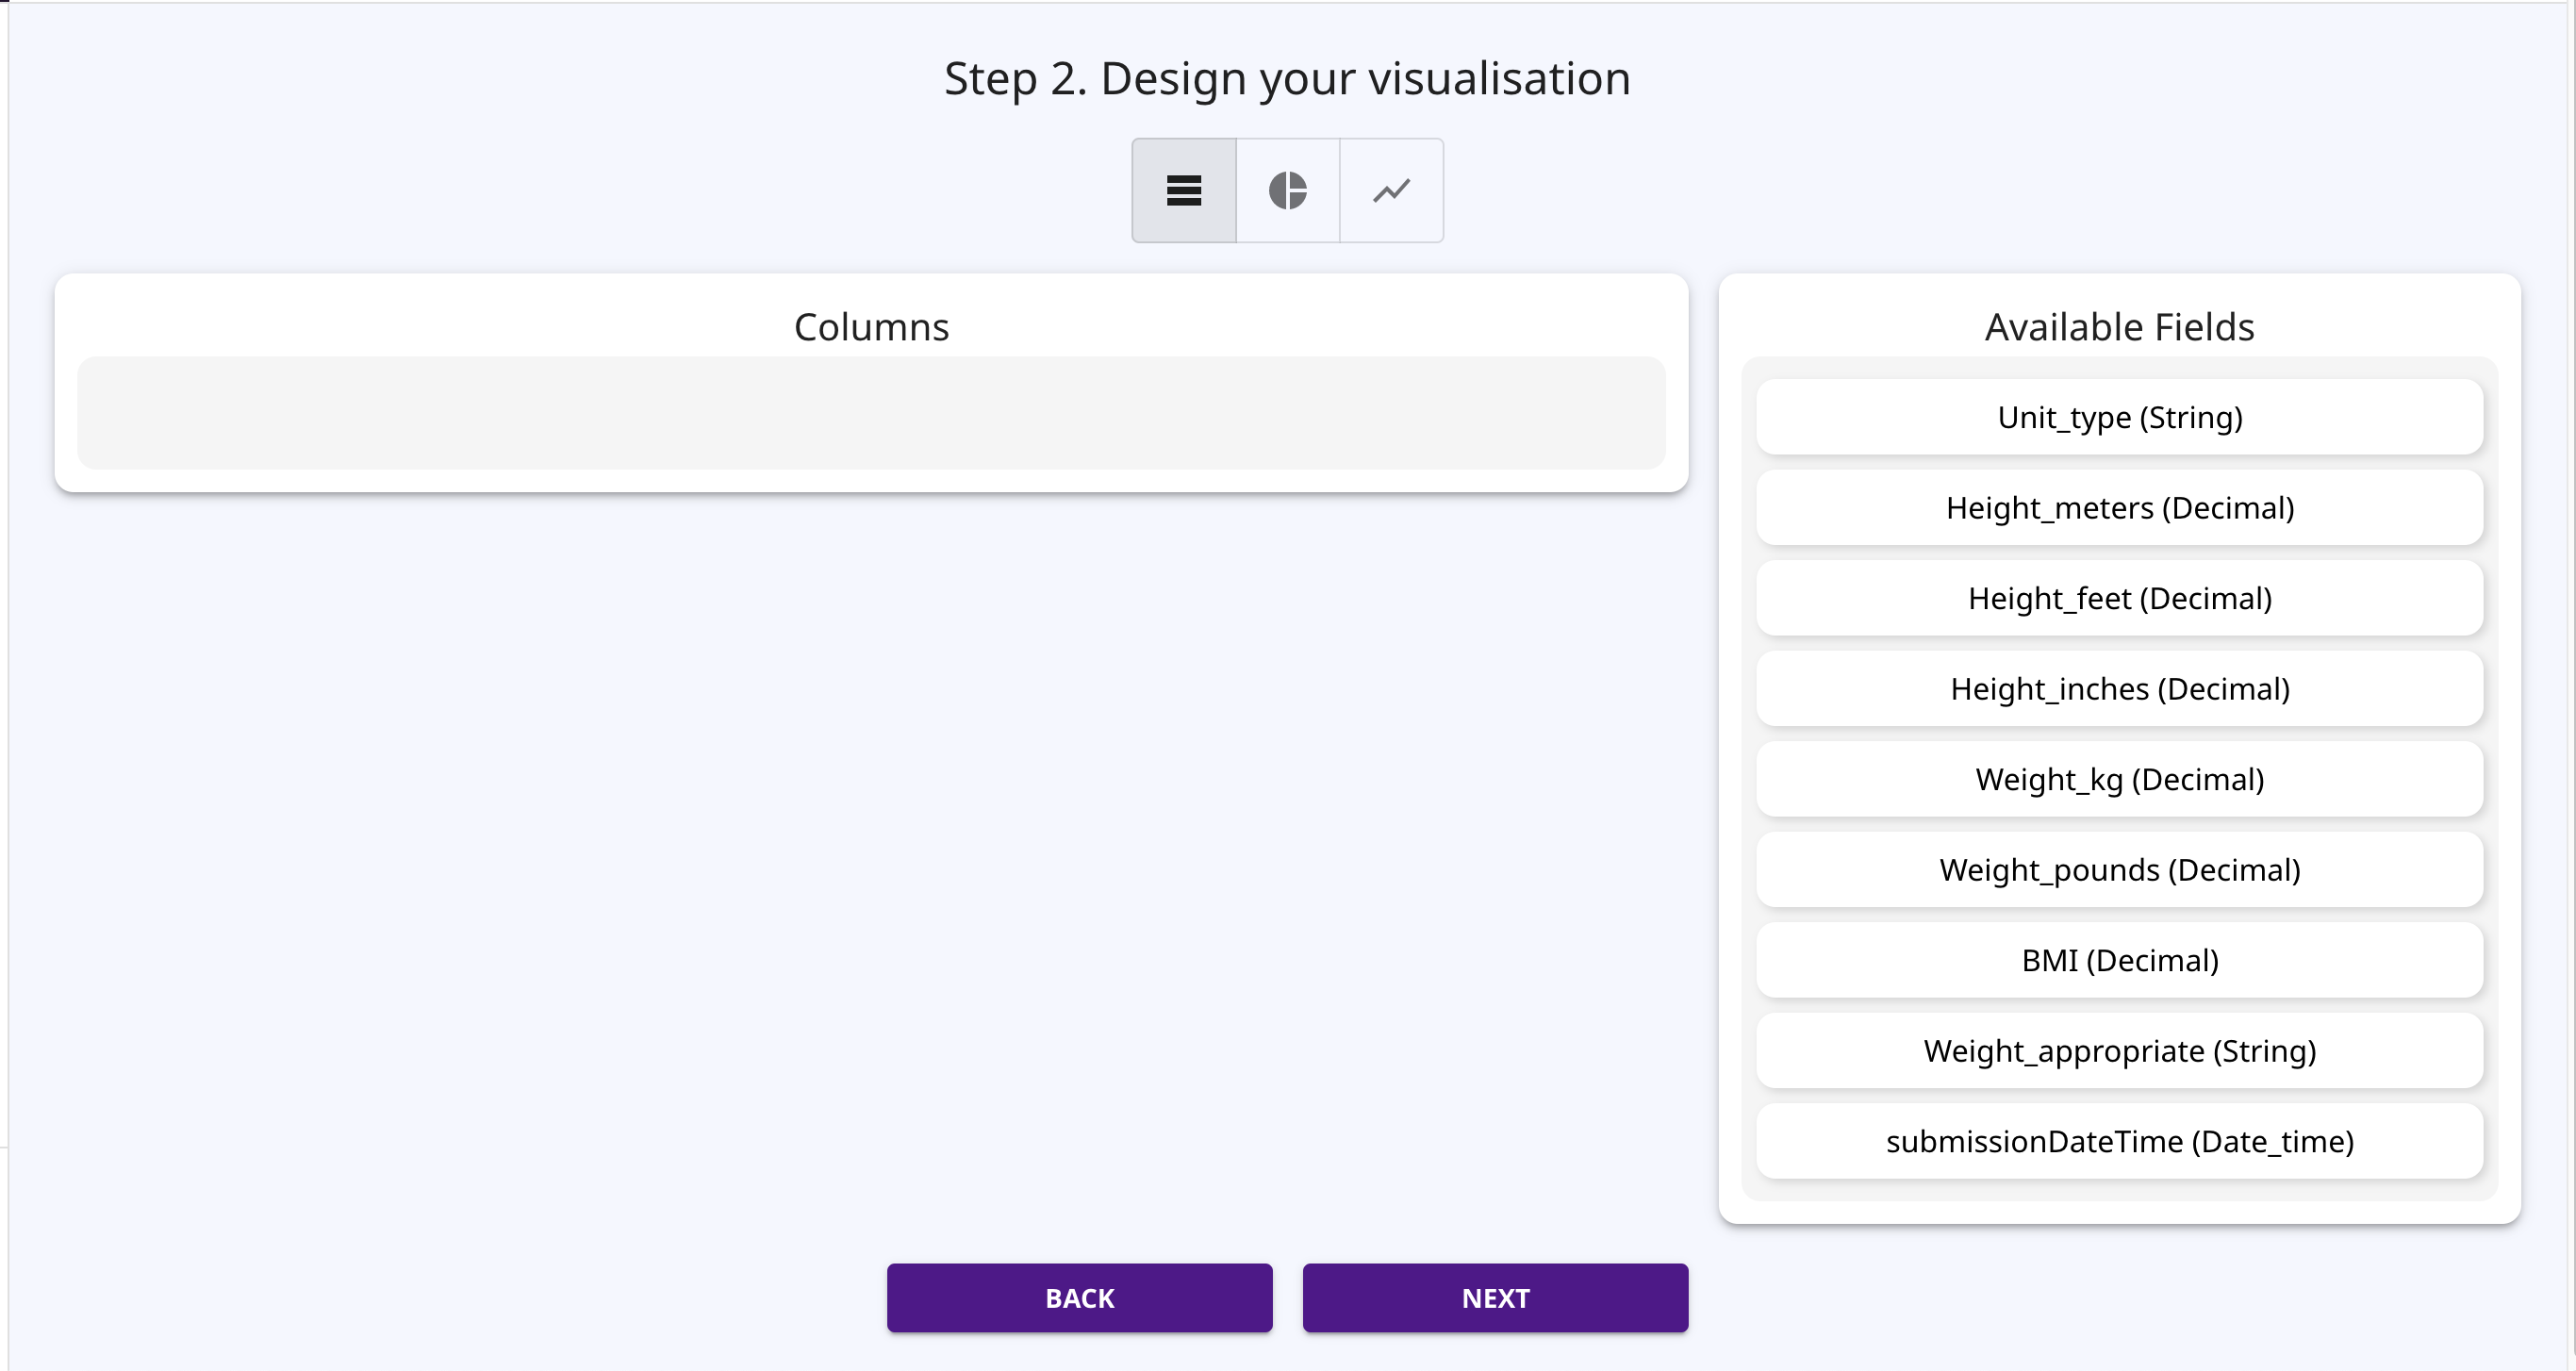 Step 2. Design your visualisation
Columns
Available Fields
Unit_type (String)
Height_meters (Decimal)
Height_feet (Decimal)
Height_inches (Decimal)
Weight_kg (Decimal)
Weight_pounds (Decimal)
BMI (Decimal)
Weight_appropriate (String)
submissionDateTime (Date_time)
BACK
NEXT